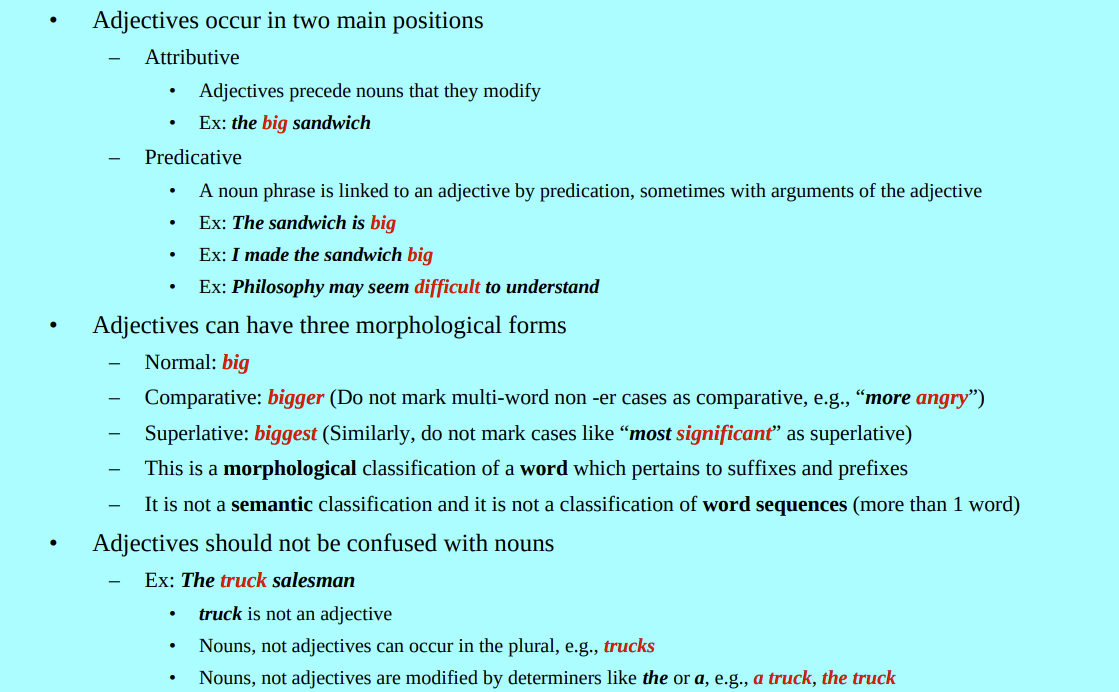 • Adjectives occur in two main positions
– Attributive
• Adjectives precede nouns that they modify
• Ex: the big sandwich
– Predicative
• A noun phrase is linked to an adjective by predication, sometimes with arguments of the adjective
• Ex: The sandwich is big
• Ex: I made the sandwich big
• Ex: Philosophy may seem difficult to understand
• Adjectives can have three morphological forms
– Normal: big
– Comparative: bigger (Do not mark multi-word non -er cases as comparative, e.g., “more angry”)
– Superlative: biggest (Similarly, do not mark cases like “most significant” as superlative)
– This is a morphological classification of a word which pertains to suffixes and prefixes
– It is not a semantic classification and it is not a classification of word sequences (more than 1 word)
• Adjectives should not be confused with nouns
– Ex: The truck salesman
• truck is not an adjective
• Nouns, not adjectives can occur in the plural, e.g., trucks
• Nouns, not adjectives are modified by determiners like the or a, e.g., a truck, the truck